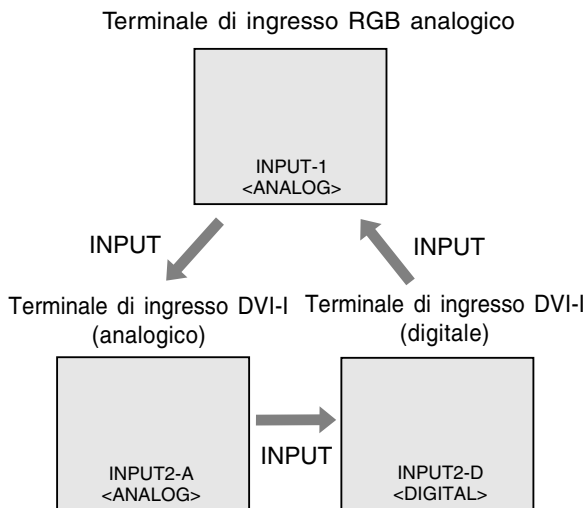 Terminale di ingresso RGB analogico
INPUT-1
<ANALOG>
INPUT
INPUT
Terminale di ingresso DVI-I
(analogico)
Terminale di ingresso DVI-I
(digitale)
INPUT2-A
<ANALOG>
INPUT
INPUT2-D
<DIGITAL>